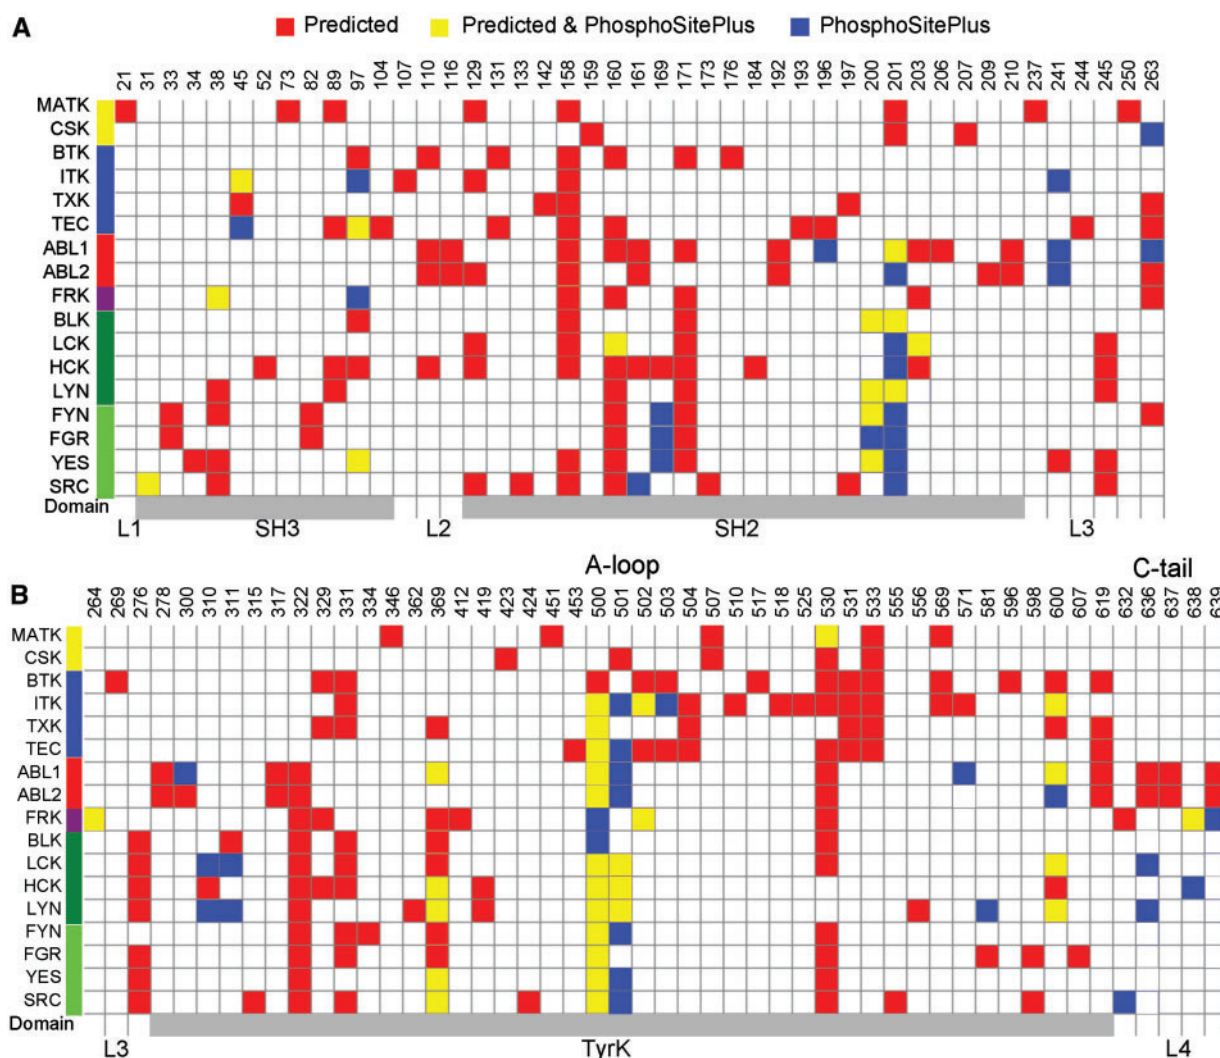 A
Predicted Predicted & PhosphoSitePlus PhosphoSitePlus
21 31 33 34 38 45 52 73 82 89 97 104 107 110 116 129 131 133 142 158 159 160 161 169 171 173 176 184 192 193 196 197 200 201 203 206 207 209 210 237 241 244 245 250 263
MATK
CSK
BTK
ITK
TXK
TEC
ABL1
ABL2
FRK
BLK
LCK
HCK
LYN
FYN
FGR
YES
SRC
Domain
L1 SH3 L2 SH2 L3
A-loop C-tail
B
264 269 276 278 300 310 311 315 317 322 329 331 334 346 362 369 412 419 423 424 451 453 500 501 502 503 504 507 510 517 518 525 530 531 533 555 556 569 571 581 596 598 600 607 619 632 636 637 638 639
MATK
CSK
BTK
ITK
TXK
TEC
ABL1
ABL2
FRK
BLK
LCK
HCK
LYN
FYN
FGR
YES
SRC
Domain
L3 TyrK L4